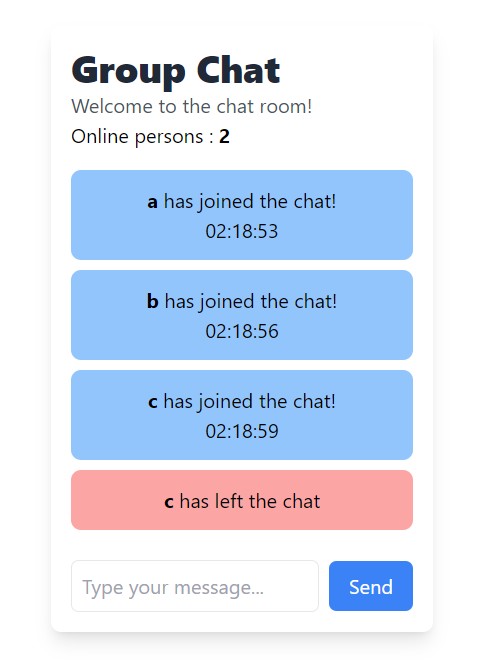 Group Chat
Welcome to the chat room!
Online persons : 2
a has joined the chat!
02:18:53
b has joined the chat!
02:18:56
c has joined the chat!
02:18:59
c has left the chat
Type your message... Send